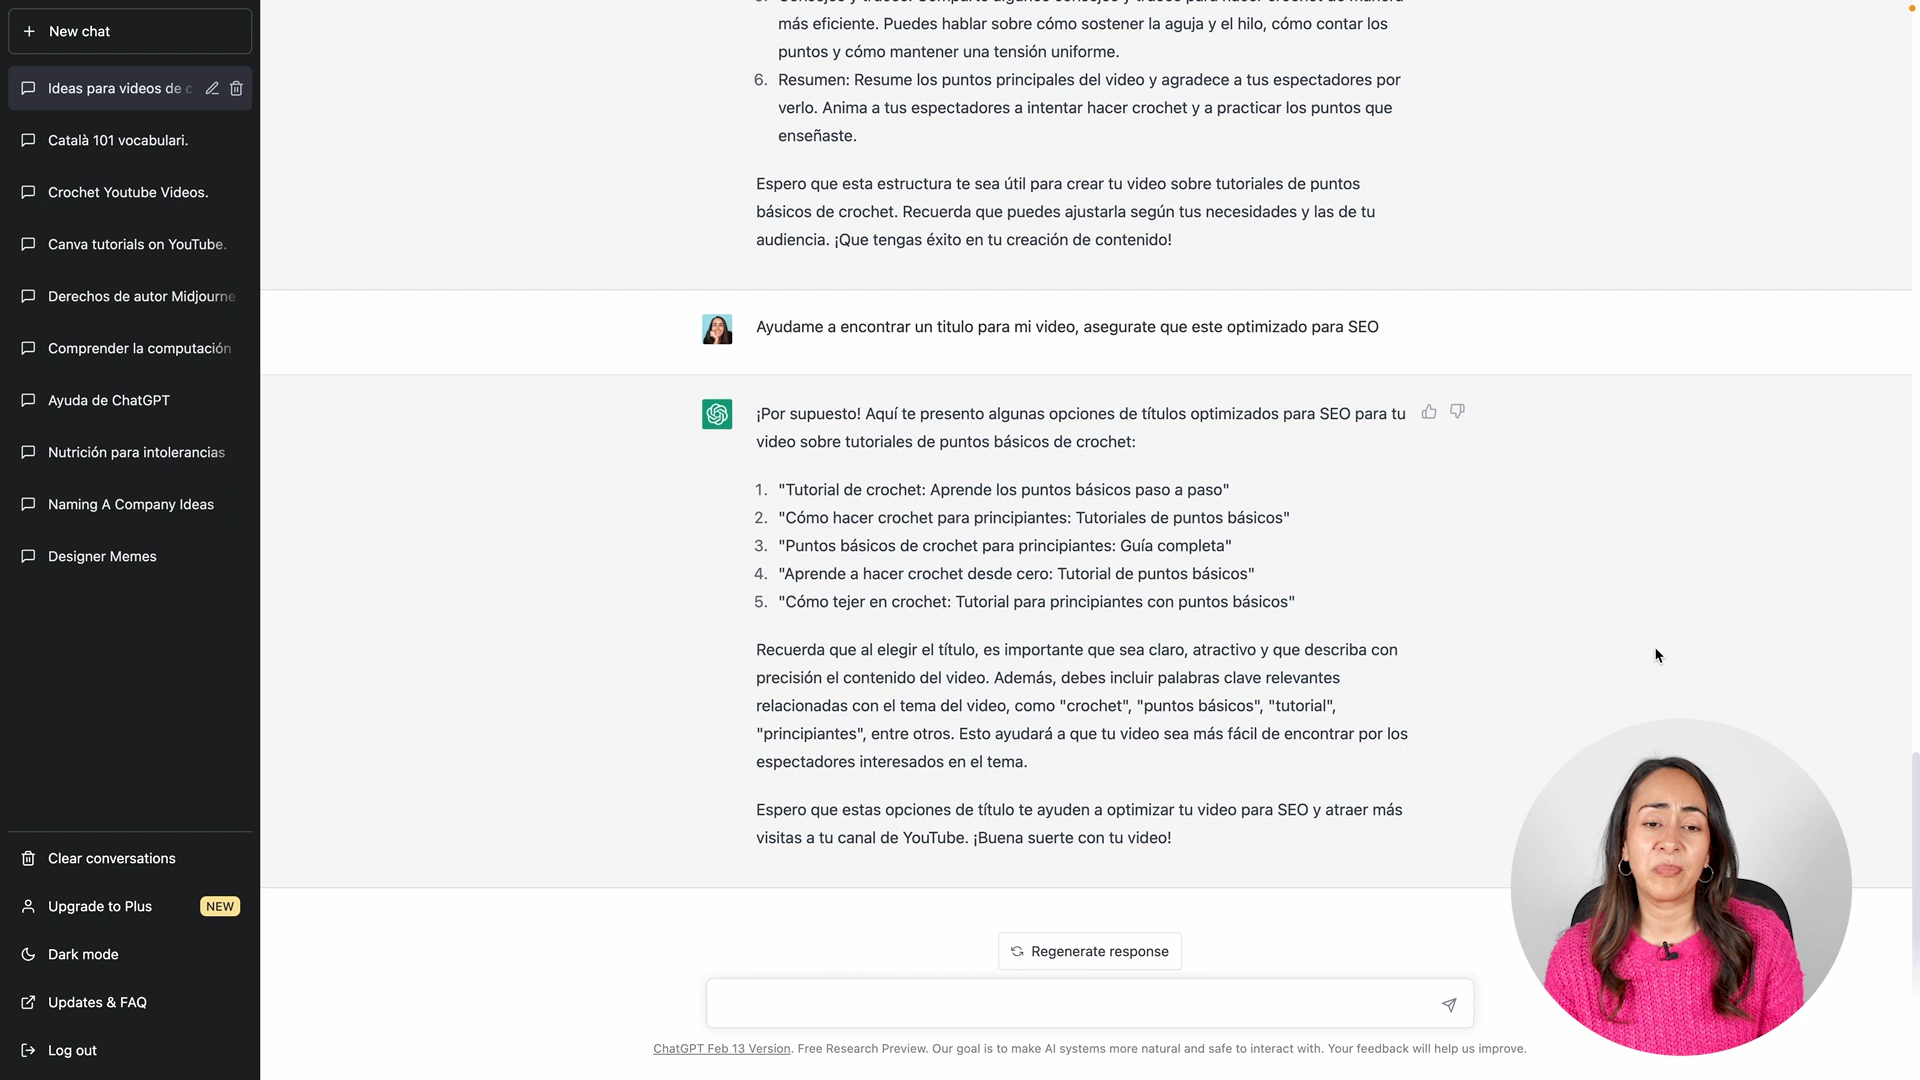 New chat
Ideas para videos de c
Català 101 vocabulari.
Crochet Youtube Videos.
Canva tutorials on YouTube.
Derechos de autor Midjourne
Comprender la computación
Ayuda de ChatGPT
Nutrición para intolerancias
Naming A Company Ideas
Designer Memes
Clear conversations
Upgrade to Plus NEW
Dark mode
Updates & FAQ
Log out
más eficiente. Puedes hablar sobre cómo sostener la aguja y el hilo, cómo contar los
puntos y cómo mantener una tensión uniforme.
6. Resumen: Resume los puntos principales del video y agradece a tus espectadores por
verlo. Anima a tus espectadores a intentar hacer crochet y a practicar los puntos que
enseñaste.
Espero que esta estructura te sea útil para crear tu video sobre tutoriales de puntos
básicos de crochet. Recuerda que puedes ajustarla según tus necesidades y las de tu
audiencia. ¡Que tengas éxito en tu creación de contenido!
Ayudame a encontrar un titulo para mi video, asegurate que este optimizado para SEO
¡Por supuesto! Aquí te presento algunas opciones de títulos optimizados para SEO para tu
video sobre tutoriales de puntos básicos de crochet:
1. "Tutorial de crochet: Aprende los puntos básicos paso a paso"
2. "Cómo hacer crochet para principiantes: Tutoriales de puntos básicos"
3. "Puntos básicos de crochet para principiantes: Guía completa"
4. "Aprende a hacer crochet desde cero: Tutorial de puntos básicos"
5. "Cómo tejer en crochet: Tutorial para principiantes con puntos básicos"
Recuerda que al elegir el título, es importante que sea claro, atractivo y que describa con
precisión el contenido del video. Además, debes incluir palabras clave relevantes
relacionadas con el tema del video, como "crochet", "puntos básicos", "tutorial",
"principiantes", entre otros. Esto ayudará a que tu video sea más fácil de encontrar por los
espectadores interesados en el tema.
Espero que estas opciones de título te ayuden a optimizar tu video para SEO y atraer más
visitas a tu canal de YouTube. ¡Buena suerte con tu video!
Regenerate response
ChatGPT Feb 13 Version. Free Research Preview. Our goal is to make AI systems more natural and safe to interact with. Your feedback will help us improve.